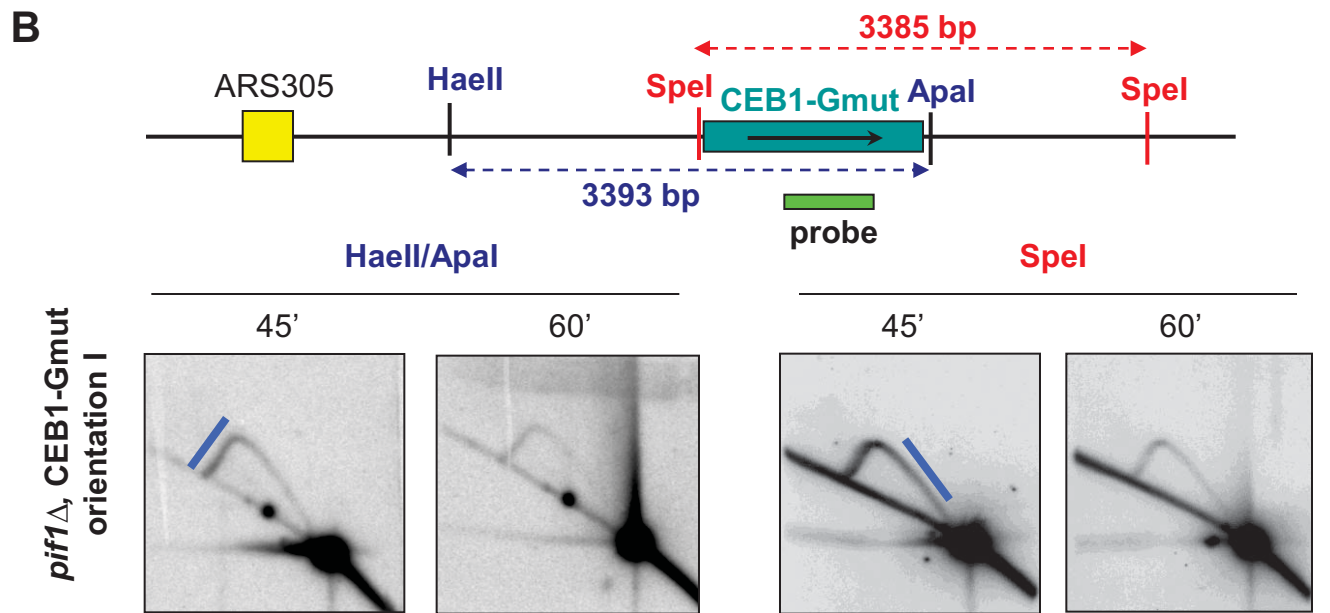 B
3385 bp
ARS305
HaeII
SpeI
CEB1-Gmut
ApaI
SpeI
3393 bp
probe
HaeII/ApaI
SpeI
45’
60’
45’
60’
pif1Δ, CEB1-Gmut
orientation I